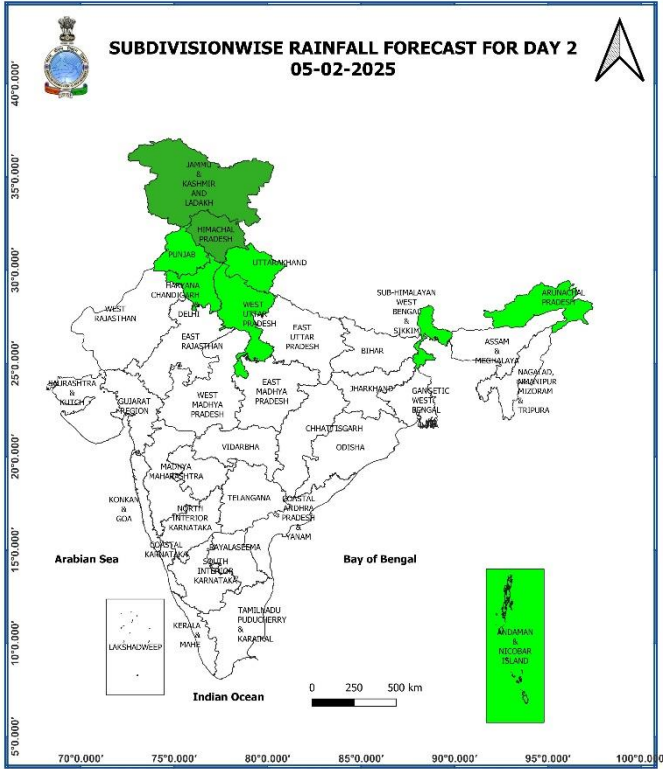 SUBDIVISIONWISE RAINFALL FORECAST FOR DAY 2
05-02-2025
40°0.000'
35°0.000'
30°0.000'
25°0.000'
20°0.000'
15°0.000'
10°0.000'
5°0.000'
JAMMU
&
KASHMIR
AND
LADAKH
HIMACHAL
PRADESH
PUNJAB
UTTARAKHAND
HARYANA
CHANDIGARH
DELHI
WEST
UTTAR
PRADESH
WEST
RAJASTHAN
EAST
RAJASTHAN
EAST
UTTAR
PRADESH
SUB-HIMALAYAN
WEST
BENGAL
&
SIKKIM
ARUNACHAL
PRADESH
ASSAM
&
MEGHALAYA
BIHAR
MANIPUR
MIZORAM
&
TRIPURA
SAURASHTRA
&
KUTCH
GUJARAT
REGION
WEST
MADHYA
PRADESH
EAST
MADHYA
PRADESH
JHARKHAND
GANGETIC
WEST
BENGAL
CHHATTISGARH
ODISHA
VIDARBHA
MADHYA
MAHARASHTRA
KONKAN
&
GOA
TELANGANA
NORTH
INTERIOR
KARNATAKA
COASTAL
ANDHRA
PRADESH
&
YANAM
COASTAL
KARNATAKA
RAYALASEEMA
SOUTH
INTERIOR
KARNATAKA
Arabian Sea
Bay of Bengal
LAKSHADWEEP
KERALA
&
MAHE
TAMILNADU
PUDUCHERRY
&
KARAIKAL
ANDAMAN
&
NICOBAR
ISLAND
Indian Ocean
0 250 500 km
70°0.000' 75°0.000' 80°0.000' 85°0.000' 90°0.000' 95°0.000' 100°0.000'